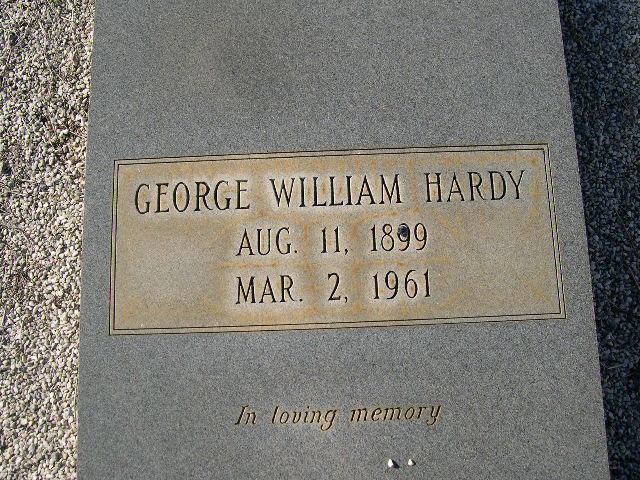 GEORGE WILLIAM HARDY
AUG. 11, 1899
MAR. 2, 1961
In loving memory